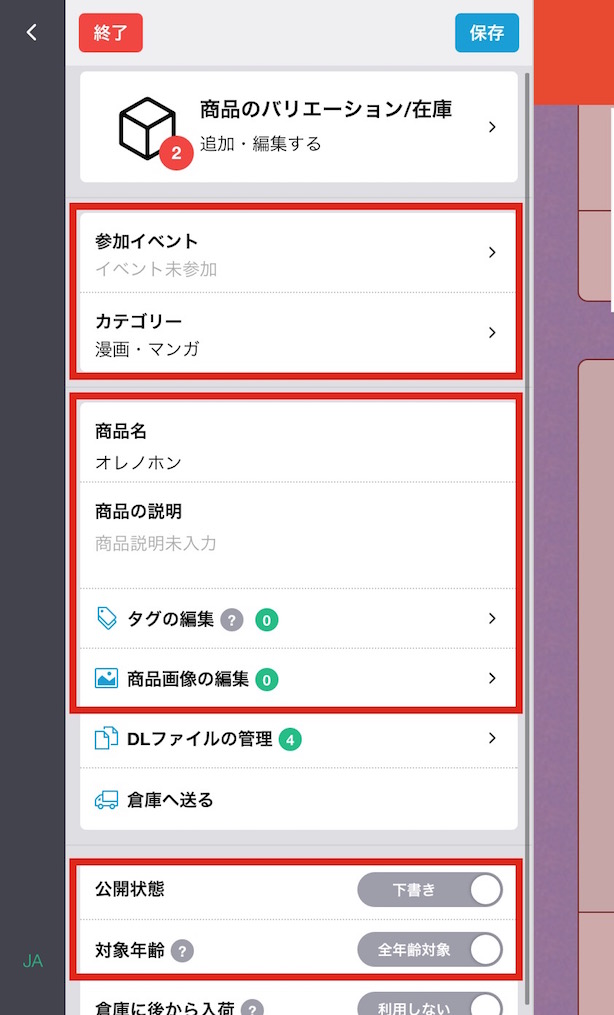 終了
保存
商品のバリエーション/在庫
2
追加・編集する
参加イベント
イベント未参加
カテゴリー
漫画・マンガ
商品名
オレノホン
商品の説明
商品説明未入力
タグの編集 ? 0
商品画像の編集 0
DLファイルの管理 4
倉庫へ送る
公開状態 下書き
対象年齢 ? 全年齢対象
JA
倉庫に後から入荷 ? 利用しない